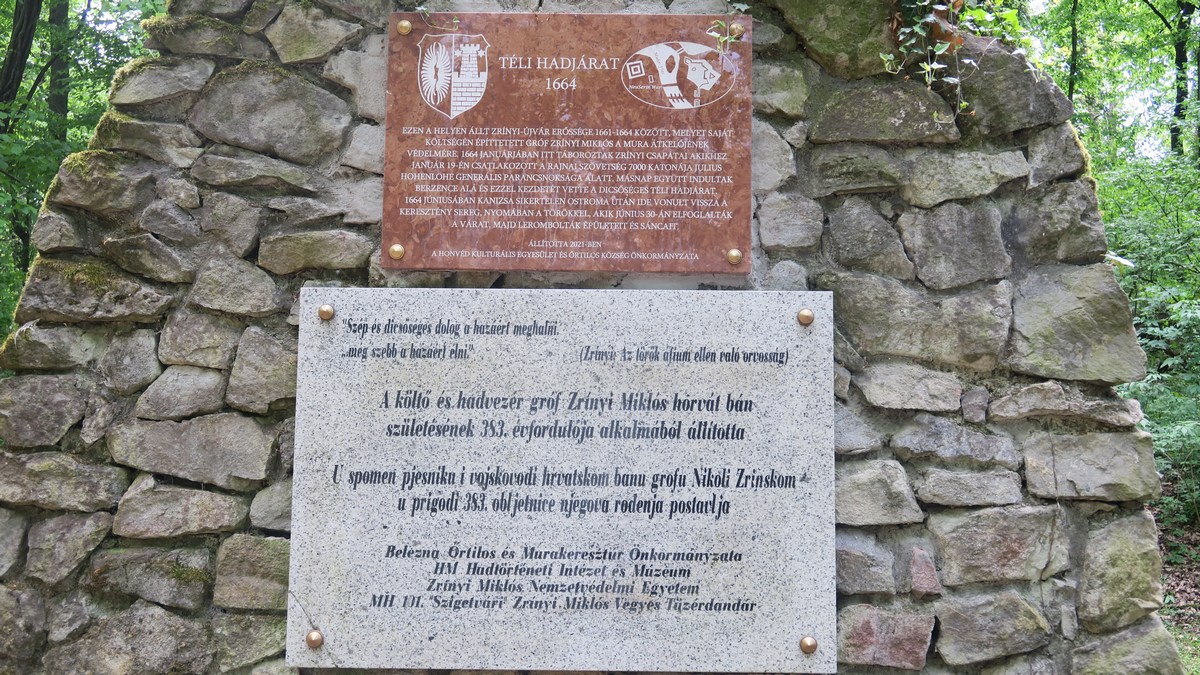 TÉLI HADJÁRAT
1664
EZEN A HELYEN ÁLLT ZRÍNYI-ÚJVÁR ERŐSSÉGE 1661-1664 KÖZÖTT, MELYET SAJÁT
KÖLTSÉGÉN ÉPÍTTETETT GRÓF ZRÍNYI MIKLÓS A MURA ÁTKELŐJÉNEK
VÉDELMÉRE. 1664 JANUÁRJÁBAN ITT TÁBOROZTAK ZRÍNYI CSAPATAI AKIKHEZ
JANUÁR 19-ÉN CSATLAKOZOTT A RAJNAI SZÖVETSÉG 7000 KATONÁJA JULIUS
HOHENLOHE GENERÁLIS PARANCSNOKSÁGA ALATT. MÁSNAP EGYÜTT INDULTAK
BERZENCE ALÁ ÉS EZZEL KEZDETÉT VETTE A DICSŐSÉGES TÉLI HADJÁRAT.
1664 JÚNIUSÁBAN KANIZSA SIKERTELEN OSTROMA UTÁN IDE VONULT VISSZA A
KERESZTÉNY SEREG, NYOMÁBAN A TÖRÖKKEL, AKIK JÚNIUS 30-ÁN ELFOGLALTÁK
A VÁRAT, MAJD LEROMBOLTÁK ÉPÜLETEIT ÉS SÁNCAIT.
ÁLLÍTOTTA 2021-BEN
A HONVÉD KULTURÁLIS EGYESÜLET ÉS ŐRTILOS KÖZSÉG ÖNKORMÁNYZATA
"Szép és dicsőséges dolog a hazáért meghalni,
...még szebb a hazáért élni."
(Zrínyi: Az török áfium ellen való orvosság)
A költő és hadvezér gróf Zrínyi Miklós horvát bán
születésének 383. évfordulója alkalmából állította
U spomen pjesniku i vojskovodi hrvatskom banu grofu Nikoli Zrinskom
u prigodi 383. obljetnice njegova rođenja postavlja
Belezna Őrtilos és Murakeresztúr Önkormányzata
HM Hadtörténeti Intézet és Múzeum
Zrínyi Miklós Nemzetvédelmi Egyetem
MH 101. "Szigetvári" Zrínyi Miklós Vegyes Tüzérdandár